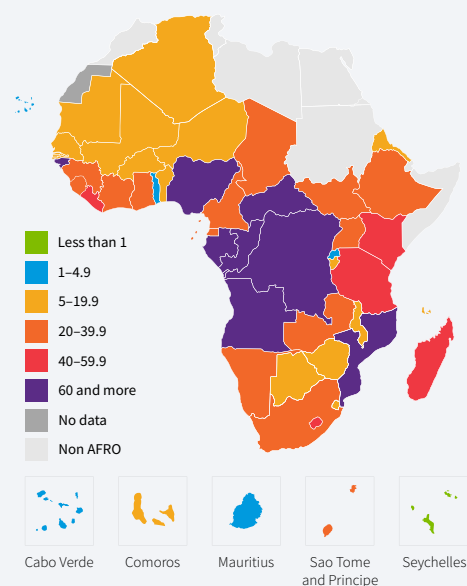 Less than 1
1–4.9
5–19.9
20–39.9
40–59.9
60 and more
No data
Non AFRO
Cabo Verde
Comoros
Mauritius
Sao Tome
and Principe
Seychelles